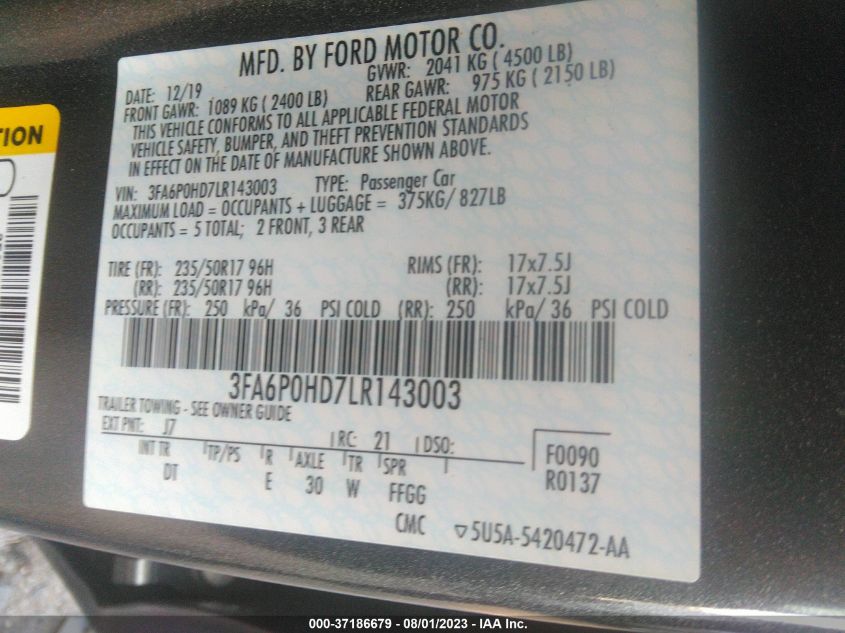 MFD. BY FORD MOTOR CO.
DATE: 12/19 GVWR: 2041 KG ( 4500 LB)
FRONT GAWR: 1089 KG ( 2400 LB) REAR GAWR: 975 KG ( 2150 LB)
THIS VEHICLE CONFORMS TO ALL APPLICABLE FEDERAL MOTOR
VEHICLE SAFETY, BUMPER, AND THEFT PREVENTION STANDARDS
IN EFFECT ON THE DATE OF MANUFACTURE SHOWN ABOVE.
VIN: 3FA6P0HD7LR143003 TYPE: Passenger Car
MAXIMUM LOAD = OCCUPANTS + LUGGAGE = 375KG/ 827LB
OCCUPANTS = 5 TOTAL; 2 FRONT, 3 REAR
TIRE (FR): 235/50R17 96H RIMS (FR): 17x7.5J
(RR): 235/50R17 96H (RR): 17x7.5J
PRESSURE (FR): 250 kPa/ 36 PSI COLD (RR): 250 kPa/ 36 PSI COLD
3FA6P0HD7LR143003
TRAILER TOWING - SEE OWNER GUIDE
EXT PNT: J7 RC: 21 DSO:
INT TR TP/PS R AXLE TR SPR
DT E 30 W FFGG
F0090
R0137
CMC ▽5U5A-5420472-AA
TION
000-37186679 - 08/01/2023 - IAA Inc.